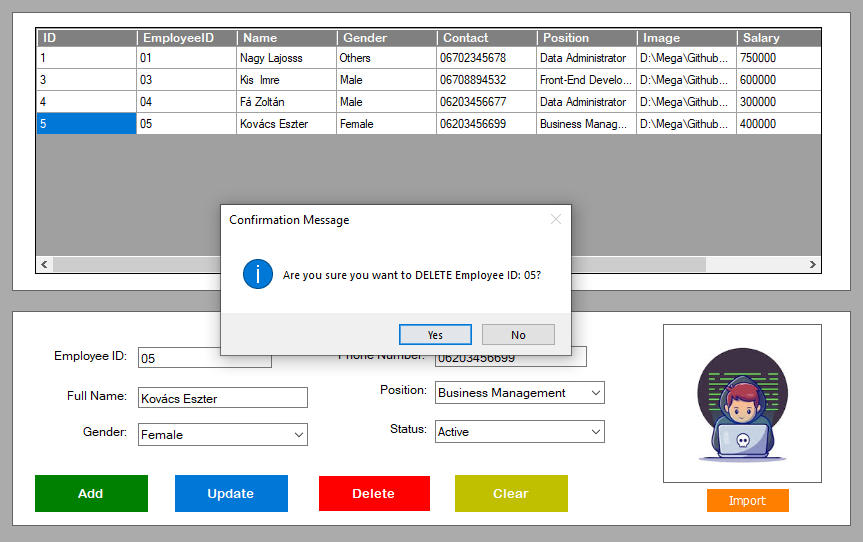 ID EmployeeID Name Gender Contact Position Image Salary
1 01 Nagy Lajosss Others 06702345678 Data Administrator D:\Mega\Github... 750000
3 03 Kis Imre Male 06708894532 Front-End Develo... D:\Mega\Github... 600000
4 04 Fá Zoltán Male 06203456677 Data Administrator D:\Mega\Github... 300000
5 05 Kovács Eszter Female 06203456699 Business Manag... D:\Mega\Github... 400000
Confirmation Message
Are you sure you want to DELETE Employee ID: 05?
Yes No
Employee ID: 05 Phone Number: 06203456699
Full Name: Kovács Eszter Position: Business Management
Gender: Female Status: Active
Add Update Delete Clear Import